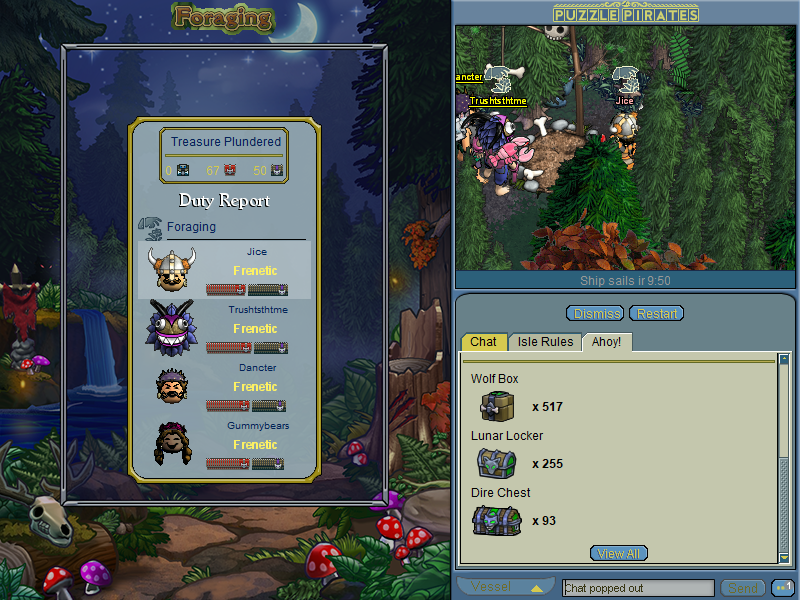 Foraging
Treasure Plundered
0 67 50
Duty Report
Foraging
Jice
Frenetic
Trushtsthtme
Frenetic
Dancter
Frenetic
Gummybears
Frenetic
PUZZLE PIRATES
ancter
Trushtsthtme
Jice
Ship sails in 9:50
Dismiss Restart
Chat Isle Rules Ahoy!
Wolf Box
x 517
Lunar Locker
x 255
Dire Chest
x 93
View All
Vessel Chat popped out Send 1